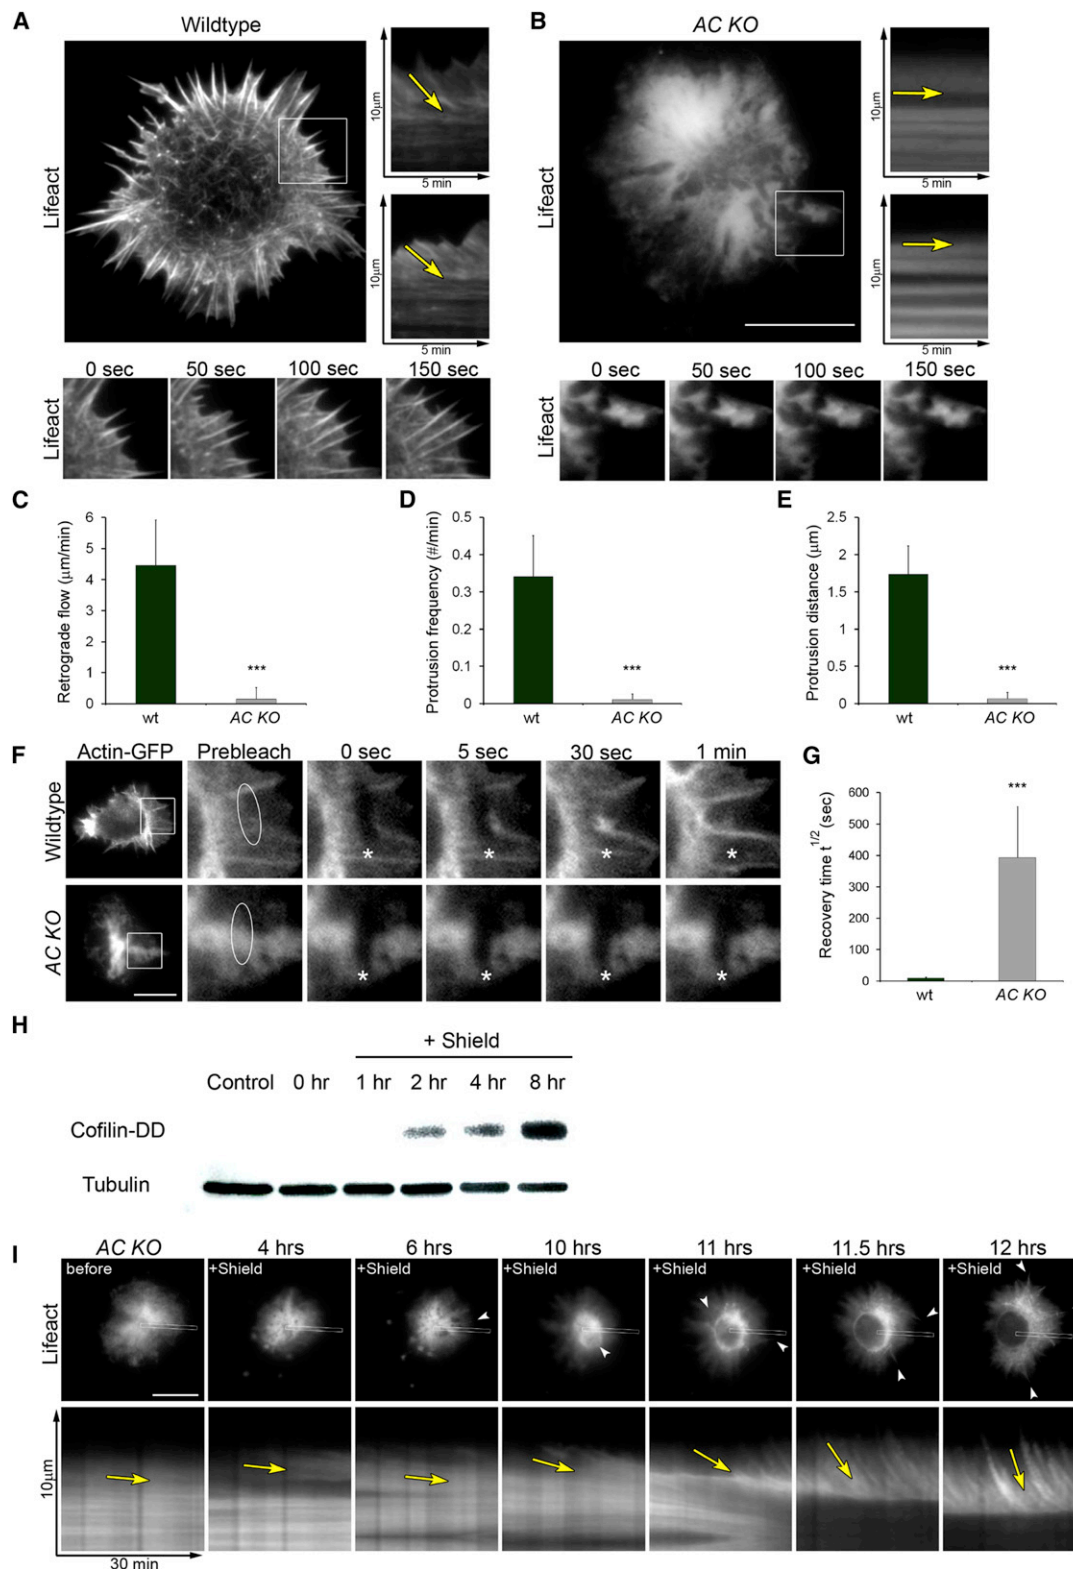 A
Wildtype
Lifeact
10μm
5 min
10μm
5 min
0 sec 50 sec 100 sec 150 sec
Lifeact
B
AC KO
Lifeact
10μm
5 min
10μm
5 min
0 sec 50 sec 100 sec 150 sec
Lifeact
C
Retrograde flow (μm/min)
6
5
4
3
2
1
0
***
wt AC KO
D
Protrusion frequency (#/min)
0.5
0.4
0.3
0.2
0.1
0
***
wt AC KO
E
Protrusion distance (μm)
2.5
2
1.5
1
0.5
0
***
wt AC KO
F
Actin-GFP Prebleach 0 sec 5 sec 30 sec 1 min
Wildtype
* * * *
AC KO
* * * *
G
Recovery time t1/2 (sec)
600
500
400
300
200
100
0
***
wt AC KO
H
+ Shield
Control 0 hr 1 hr 2 hr 4 hr 8 hr
Cofilin-DD
Tubulin
I
AC KO 4 hrs 6 hrs 10 hrs 11 hrs 11.5 hrs 12 hrs
before +Shield +Shield +Shield +Shield +Shield +Shield
Lifeact
10μm
30 min